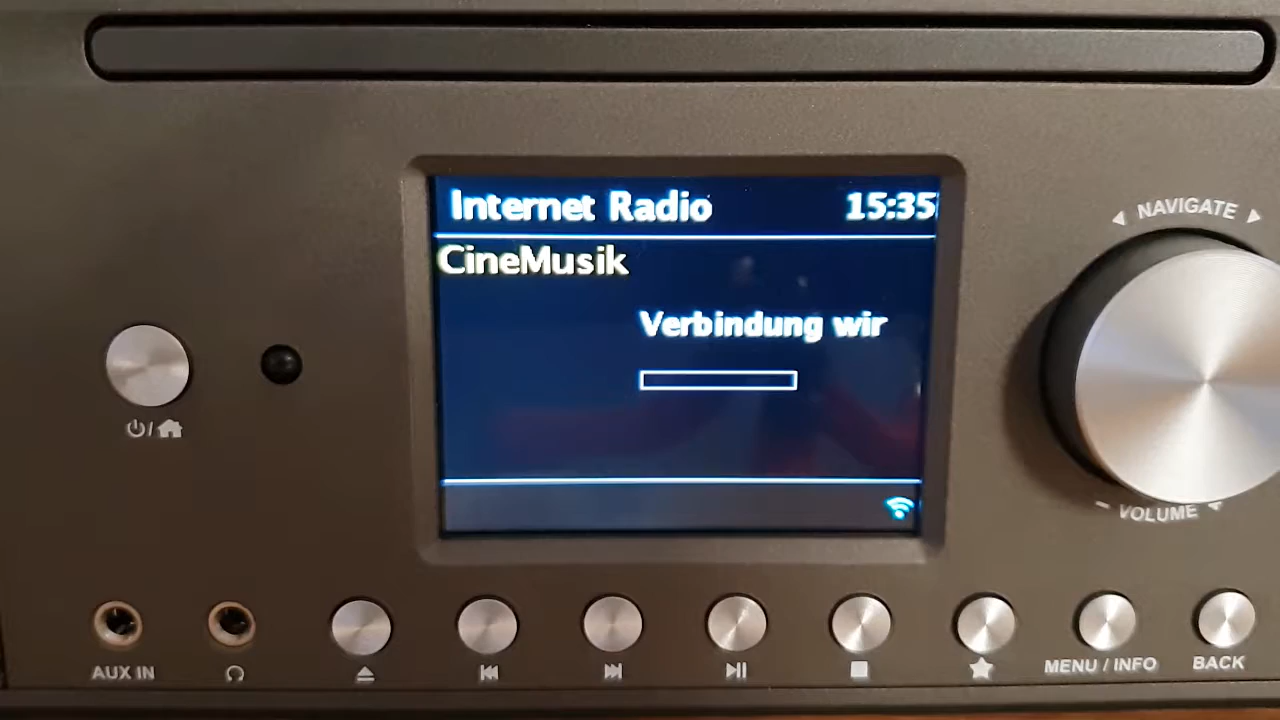 Internet Radio 15:35
CineMusik
Verbindung wir
NAVIGATE
VOLUME
AUX IN
MENU / INFO
BACK